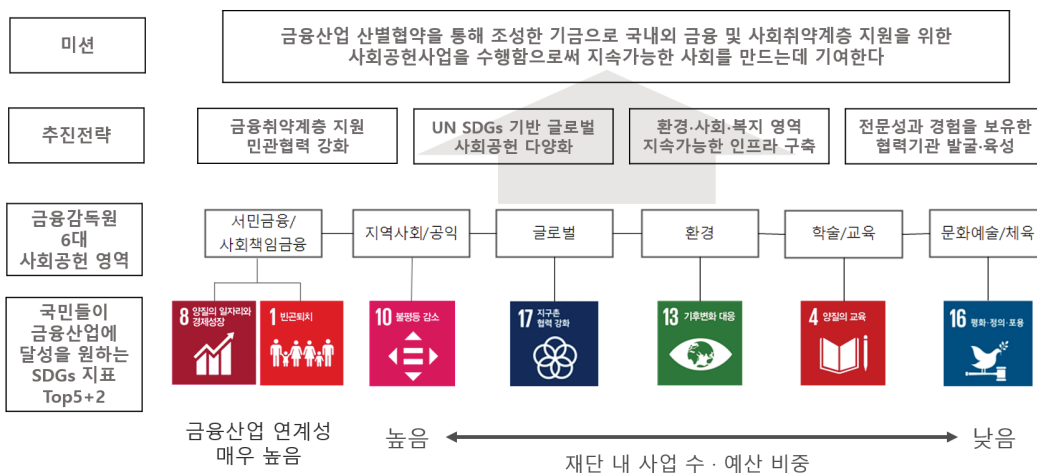 미션
금융산업 산별협약을 통해 조성한 기금으로 국내외 금융 및 사회취약계층 지원을 위한
사회공헌사업을 수행함으로써 지속가능한 사회를 만드는데 기여한다
추진전략
금융취약계층 지원
민관협력 강화
UN SDGs 기반 글로벌
사회공헌 다양화
환경·사회·복지 영역
지속가능한 인프라 구축
전문성과 경험을 보유한
협력기관 발굴·육성
금융감독원
6대
사회공헌 영역
서민금융/
사회책임금융
지역사회/공익
글로벌
환경
학술/교육
문화예술/체육
국민들이
금융산업에
달성을 원하는
SDGs 지표
Top5+2
8 양질의 일자리와
경제성장
1 빈곤퇴치
10 불평등 감소
17 지구촌
협력 강화
13 기후변화 대응
4 양질의 교육
16 평화·정의·포용
금융산업 연계성
매우 높음
높음
낮음
재단 내 사업 수 · 예산 비중